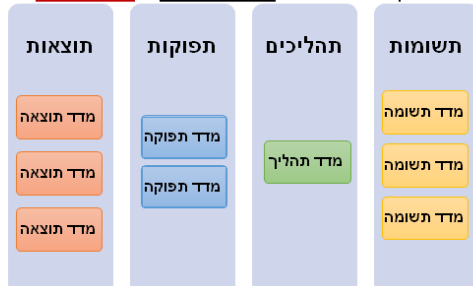 תשומות
מדד תשומה
מדד תשומה
מדד תשומה
תהליכים
מדד תהליך
תפוקות
מדד תפוקה
מדד תפוקה
תוצאות
מדד תוצאה
מדד תוצאה
מדד תוצאה